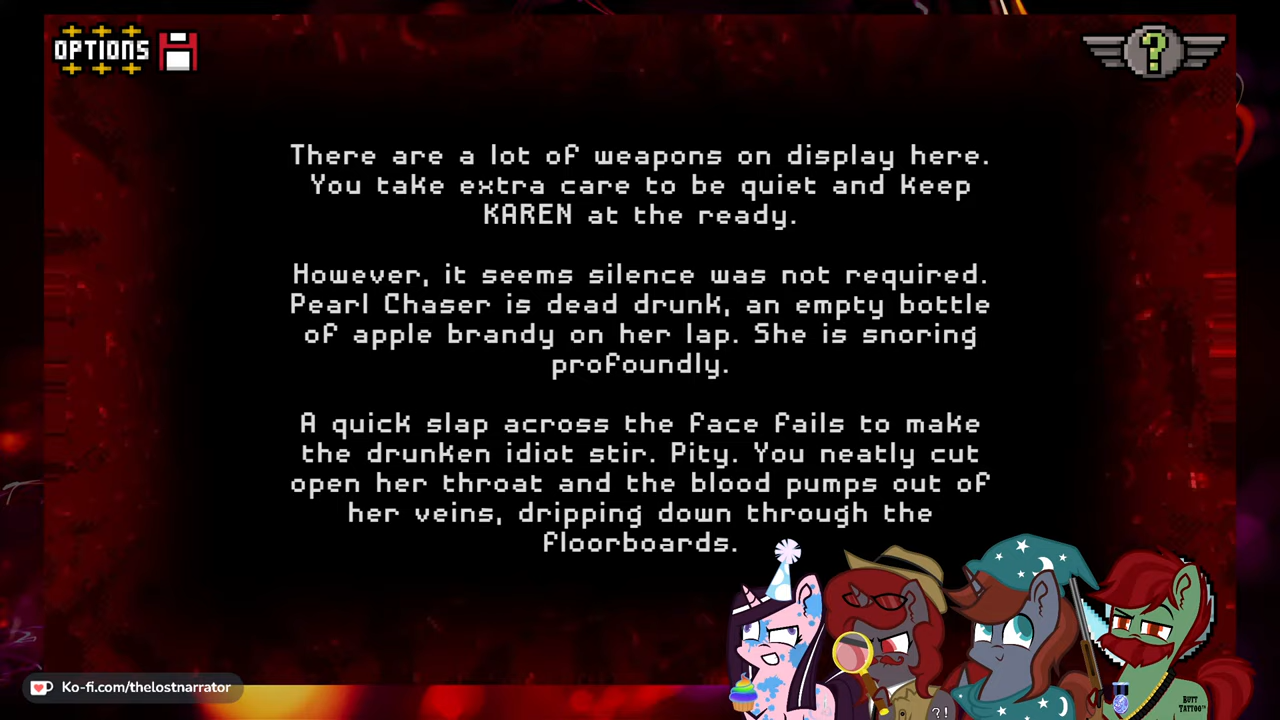 OPTIONS
?
There are a lot of weapons on display here.
You take extra care to be quiet and keep
KAREN at the ready.
However, it seems silence was not required.
Pearl Chaser is dead drunk, an empty bottle
of apple brandy on her lap. She is snoring
profoundly.
A quick slap across the face fails to make
the drunken idiot stir. Pity. You neatly cut
open her throat and the blood pumps out of
her veins, dripping down through the
floorboards.
Ko-fi.com/thelostnarrator
?!
BUTT
TATTOO™